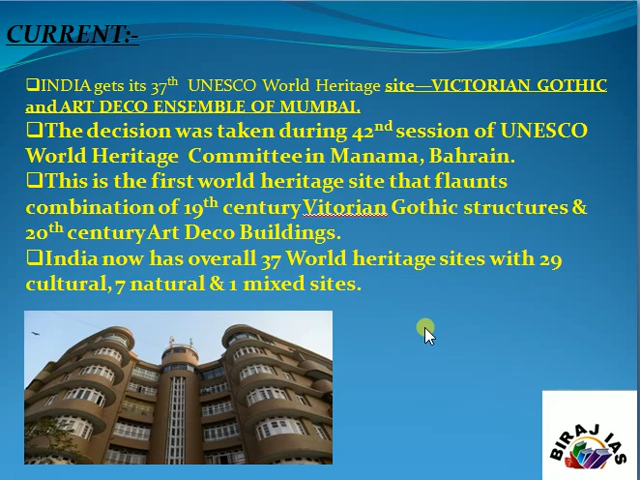 CURRENT:-
❑INDIA gets its 37th UNESCO World Heritage site—VICTORIAN GOTHIC
and ART DECO ENSEMBLE OF MUMBAI.
❑The decision was taken during 42nd session of UNESCO
World Heritage Committee in Manama, Bahrain.
❑This is the first world heritage site that flaunts
combination of 19th century Vitorian Gothic structures &
20th century Art Deco Buildings.
❑India now has overall 37 World heritage sites with 29
cultural, 7 natural & 1 mixed sites.
BIRAJ IAS